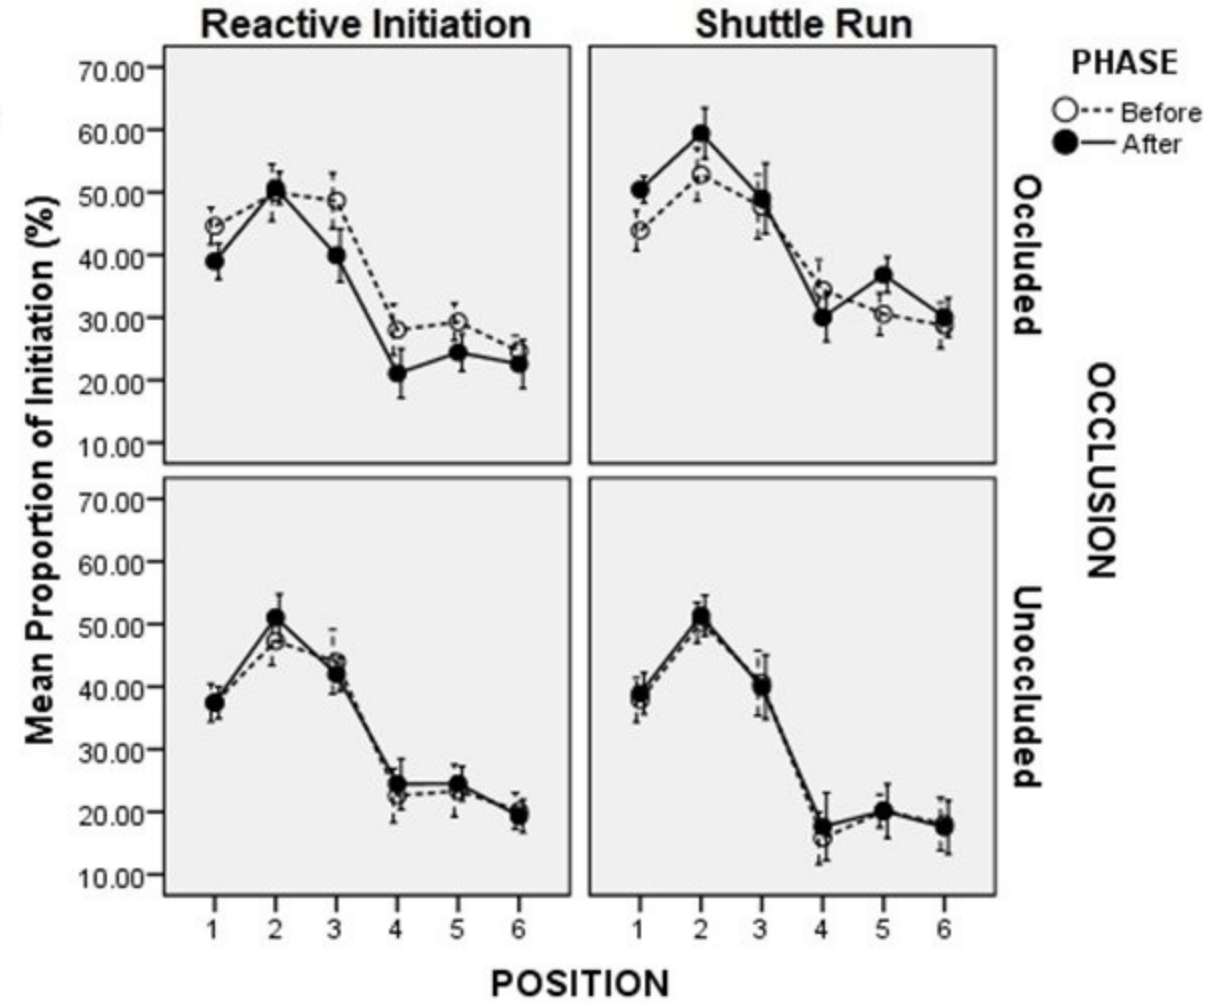 Reactive Initiation
Shuttle Run
PHASE
Before
After
70.00
60.00
50.00
40.00
30.00
20.00
10.00
Occluded
70.00
60.00
50.00
40.00
30.00
20.00
10.00
Unoccluded
OCCLUSION
Mean Proportion of Initiation (%)
1 2 3 4 5 6
1 2 3 4 5 6
POSITION